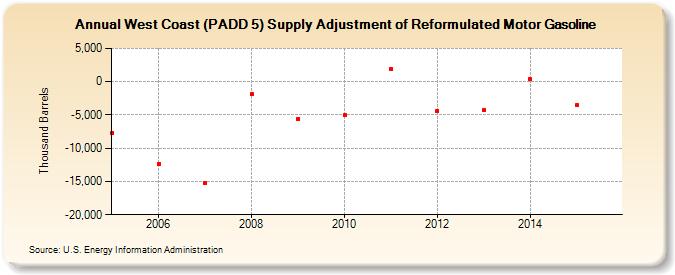 Annual West Coast (PADD 5) Supply Adjustment of Reformulated Motor Gasoline
Thousand Barrels
5,000
0
-5,000
-10,000
-15,000
-20,000
2006 2008 2010 2012 2014
Source: U.S. Energy Information Administration